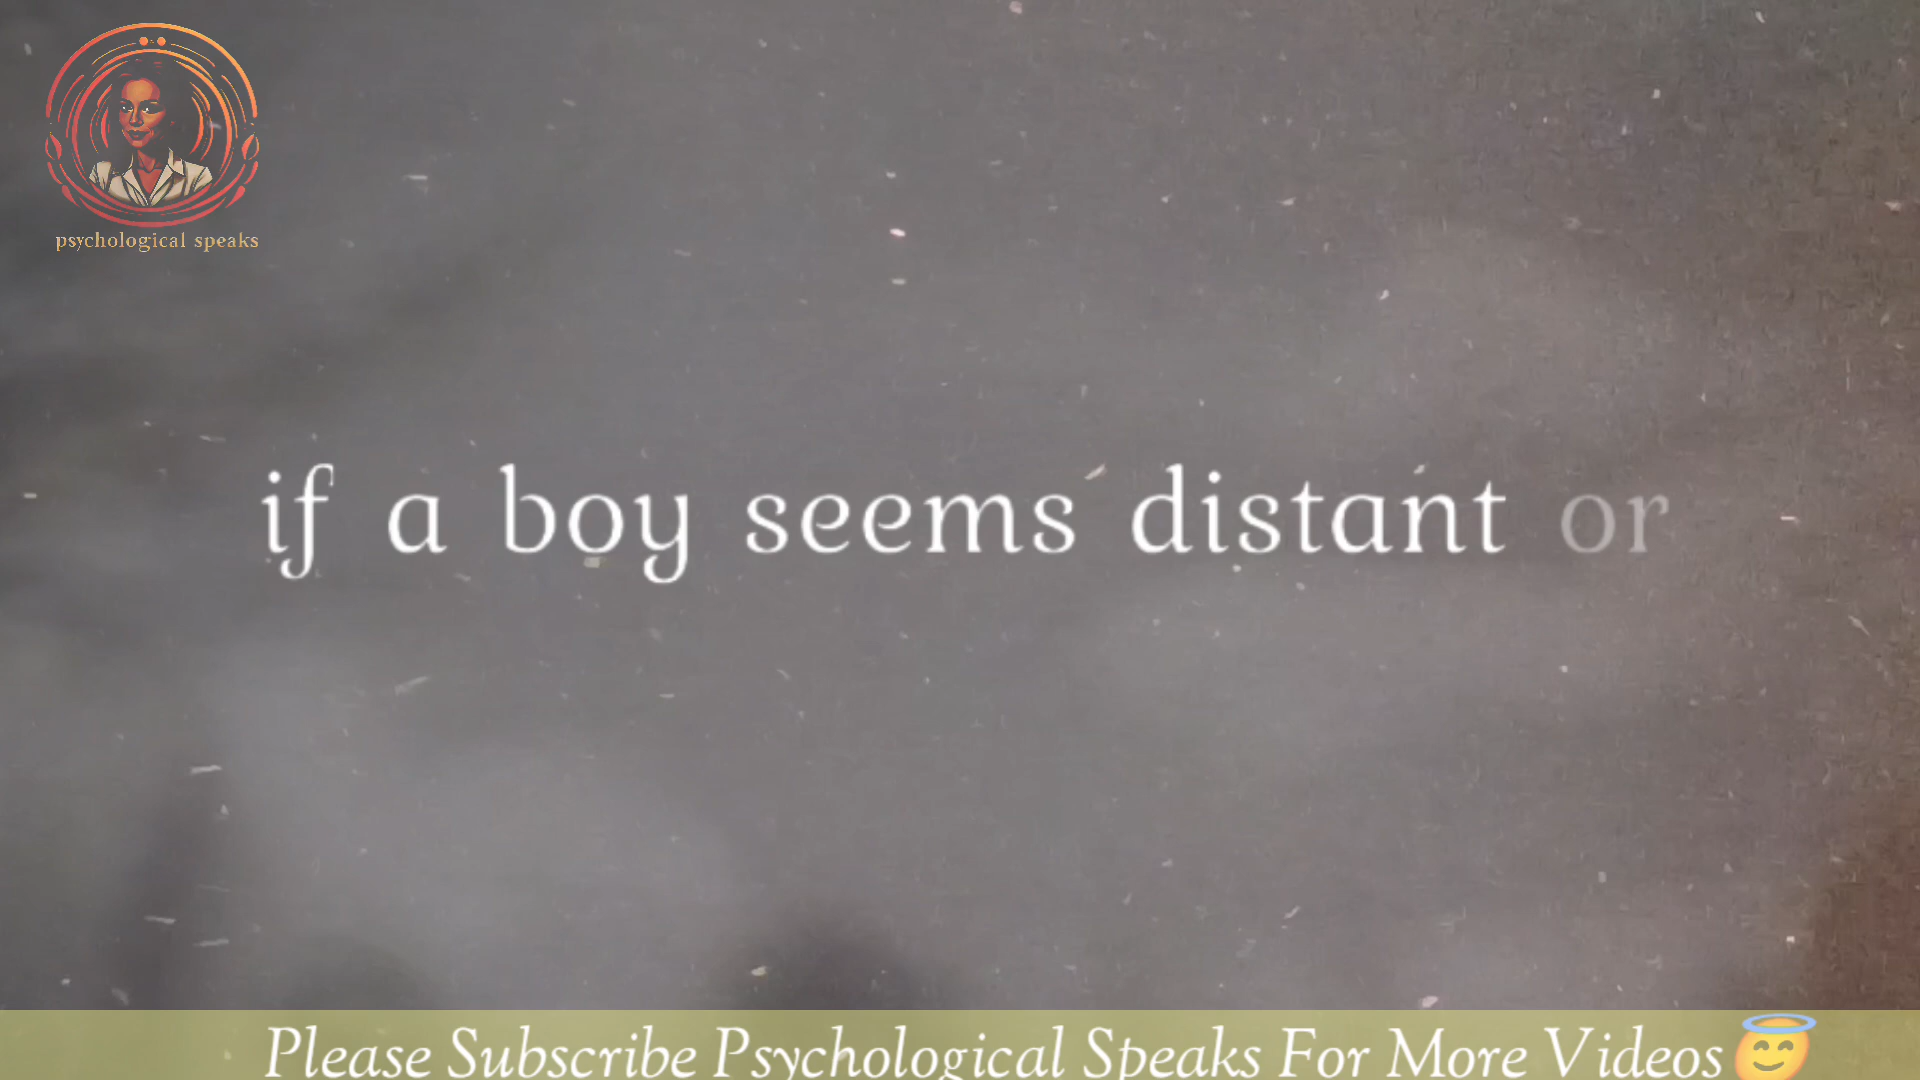 psychological speaks
if a boy seems distant or
Please Subscribe Psychological Speaks For More Videos😇